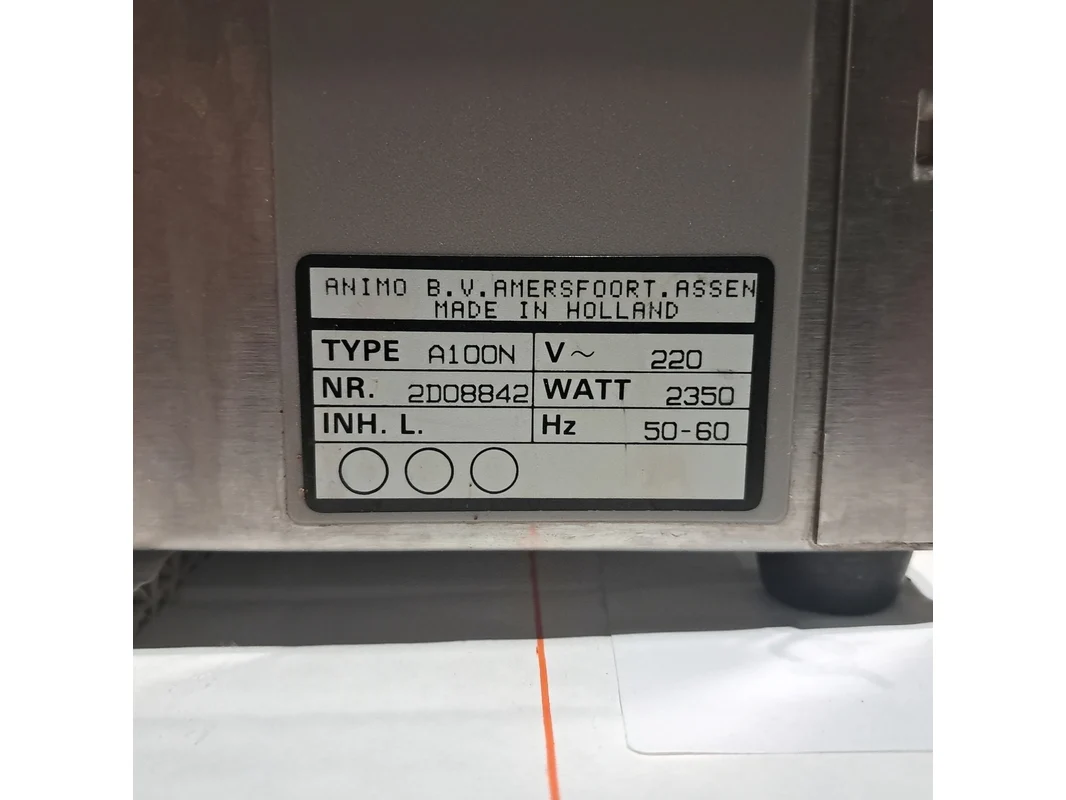 ANIMO B.V.AMERSFOORT.ASSEN
MADE IN HOLLAND
TYPE A100N V~ 220
NR. 2D08842 WATT 2350
INH. L. Hz 50-60